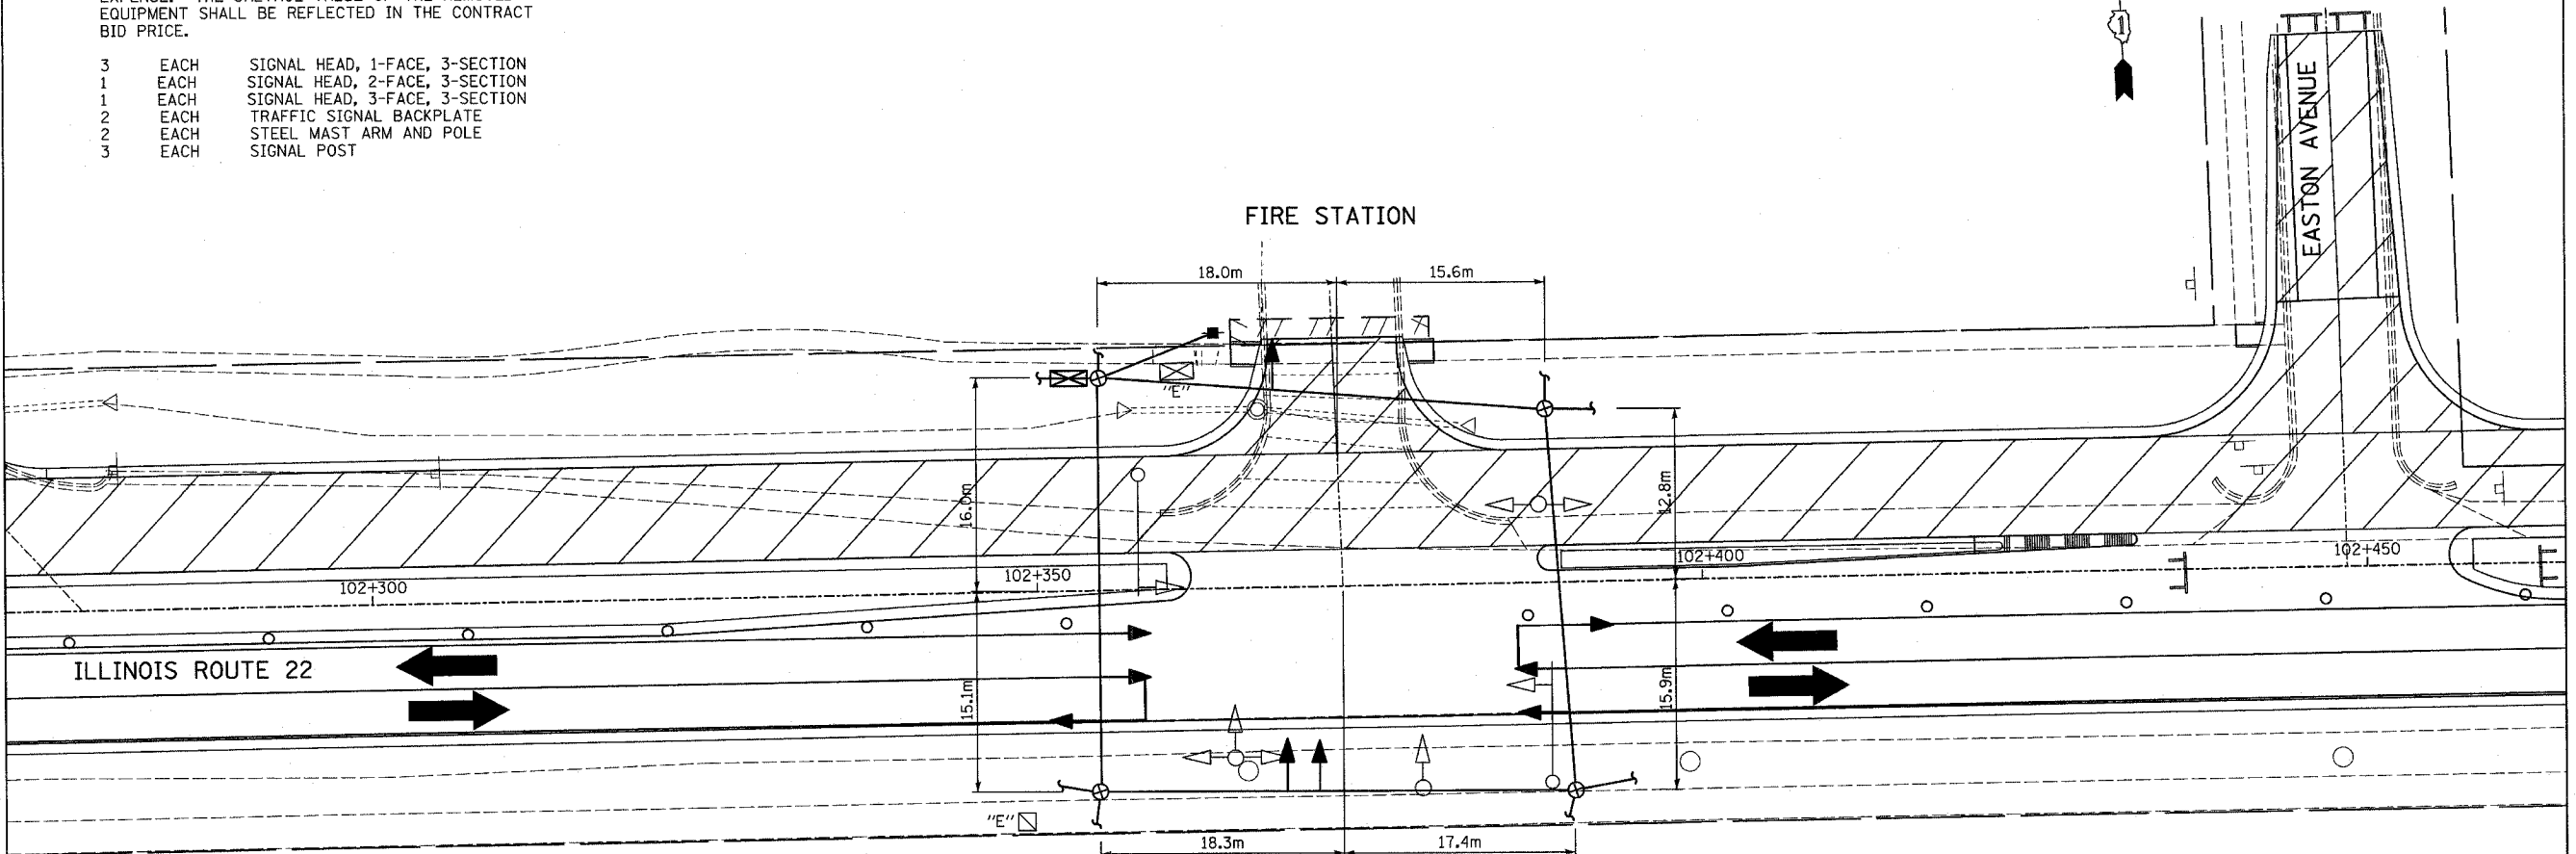 EQUIPMENT SHALL BE REFLECTED IN THE CONTRACT
BID PRICE.
3 EACH SIGNAL HEAD, 1-FACE, 3-SECTION
1 EACH SIGNAL HEAD, 2-FACE, 3-SECTION
1 EACH SIGNAL HEAD, 3-FACE, 3-SECTION
2 EACH TRAFFIC SIGNAL BACKPLATE
2 EACH STEEL MAST ARM AND POLE
3 EACH SIGNAL POST
1
EASTON AVENUE
FIRE STATION
18.0m
15.6m
"E"
16.0m
12.8m
102+300
102+350
102+400
102+450
ILLINOIS ROUTE 22
15.1m
15.9m
"E"
18.3m
17.4m